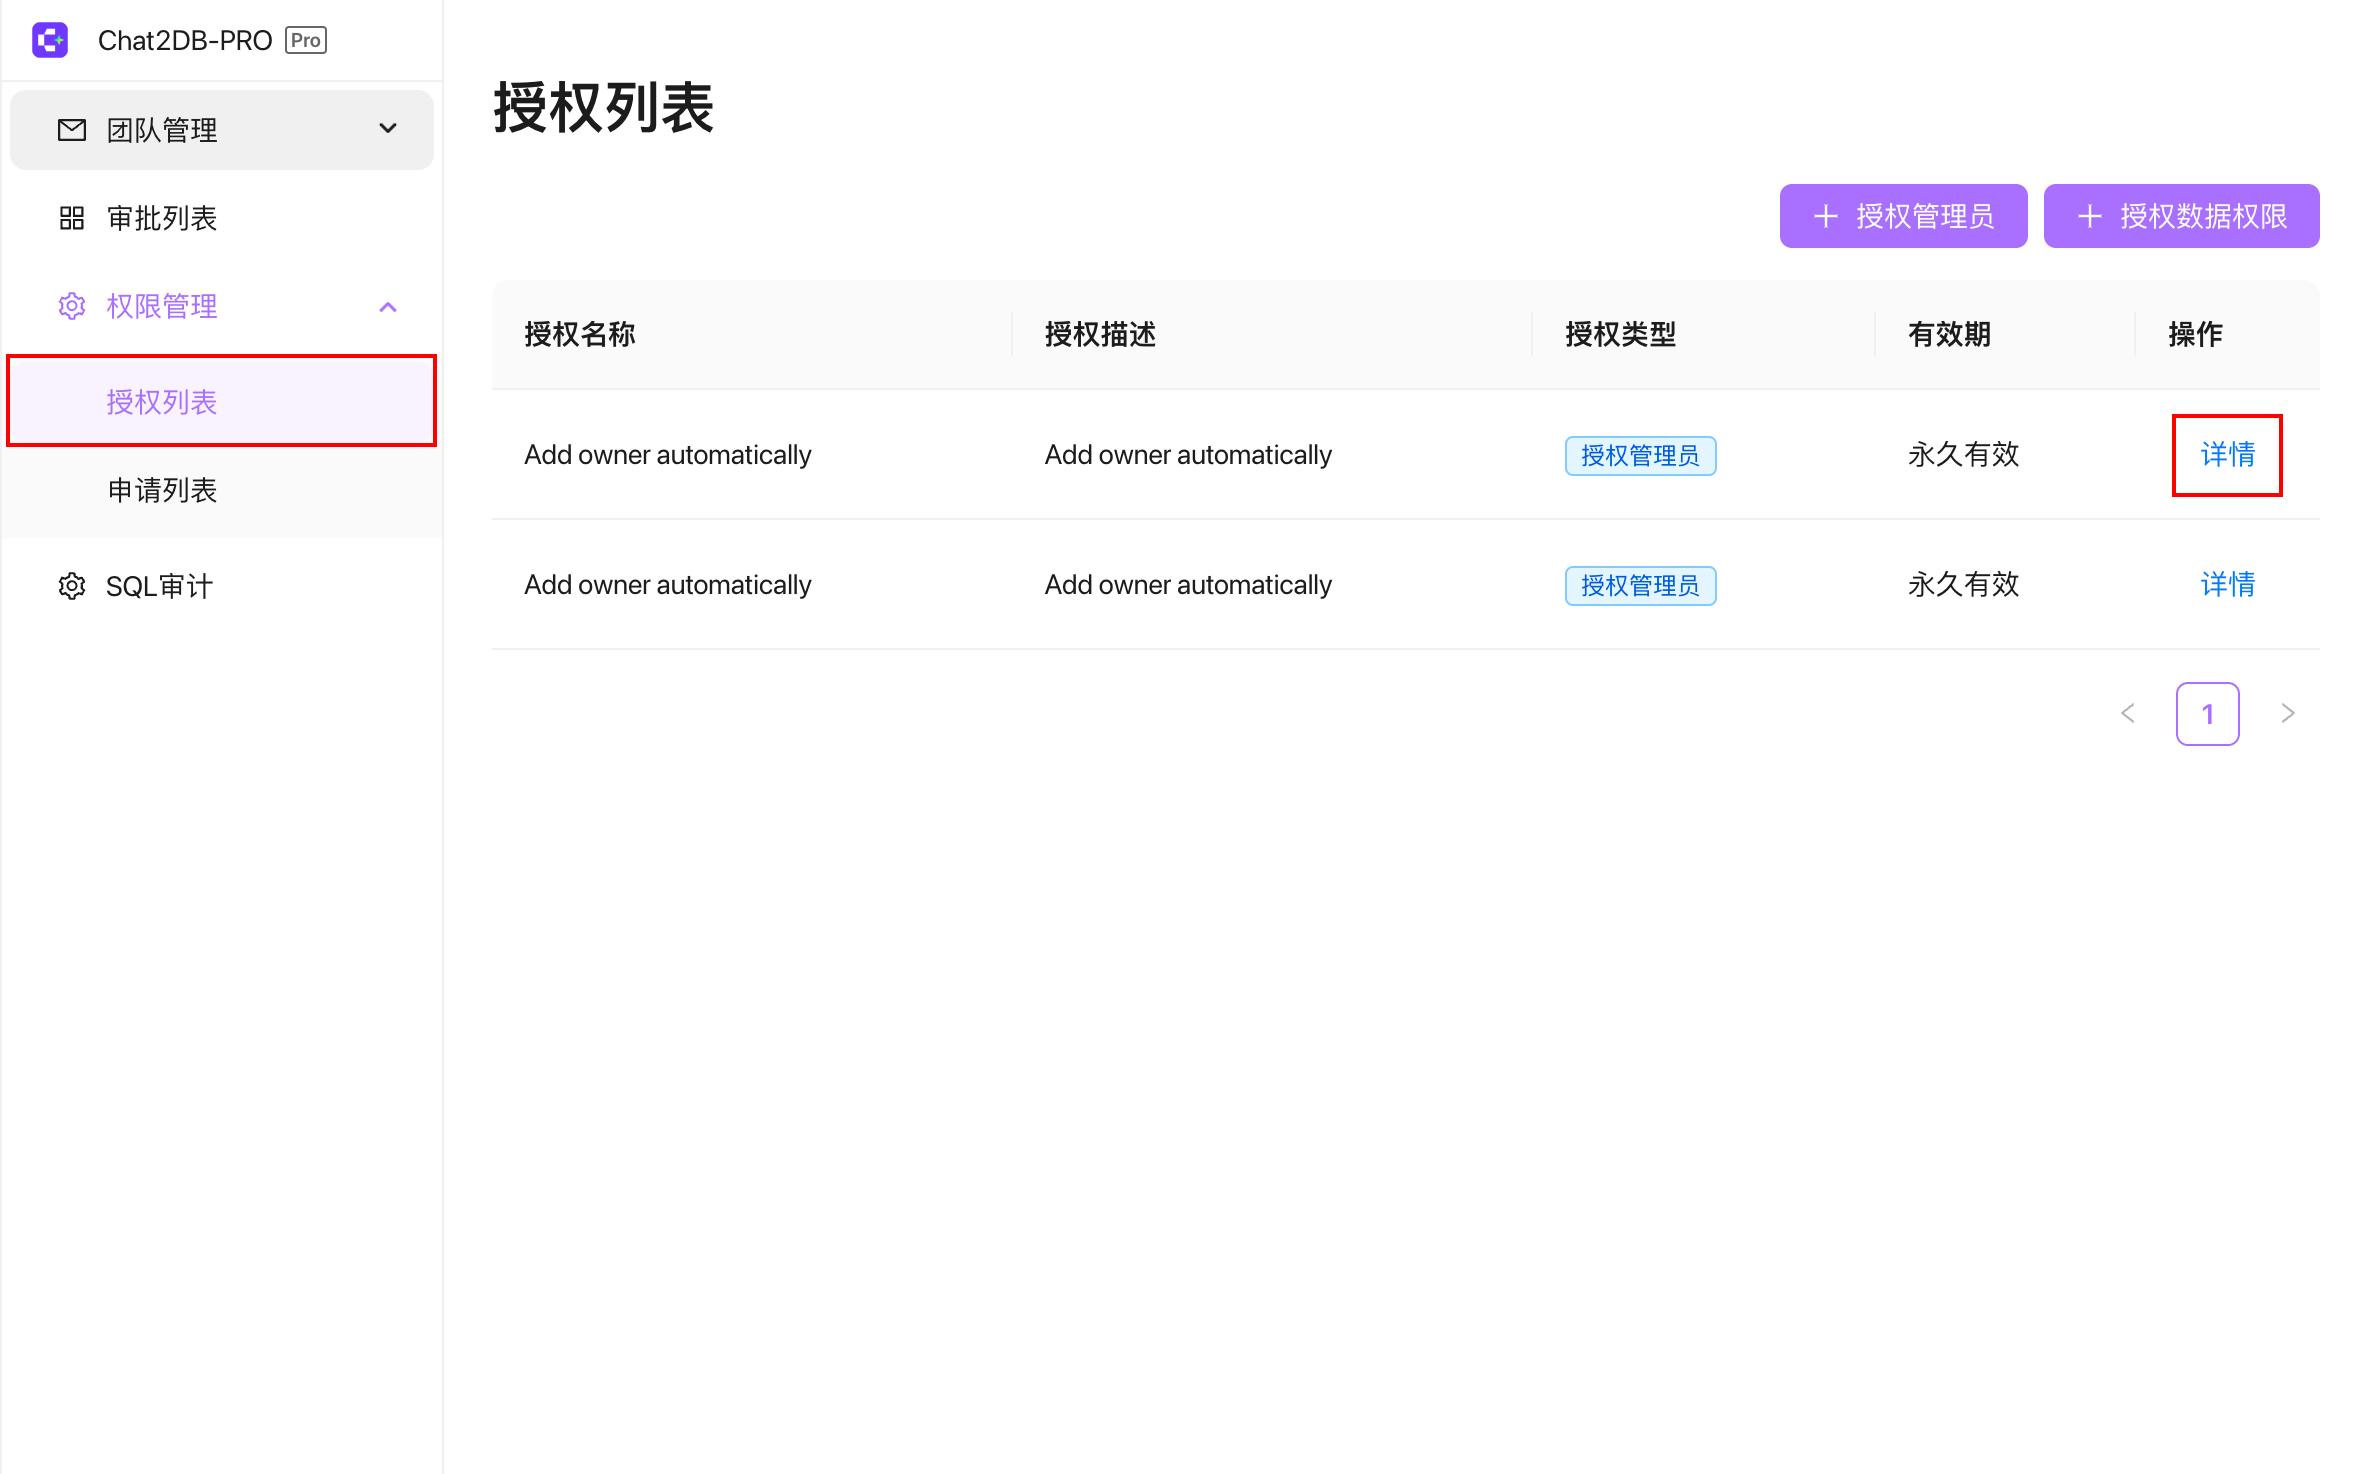 Chat2DB-PRO Pro
团队管理
审批列表
权限管理
授权列表
申请列表
SQL审计
授权列表
授权管理员 授权数据权限
授权名称 授权描述 授权类型 有效期 操作
Add owner automatically Add owner automatically 授权管理员 永久有效 详情
Add owner automatically Add owner automatically 授权管理员 永久有效 详情
1